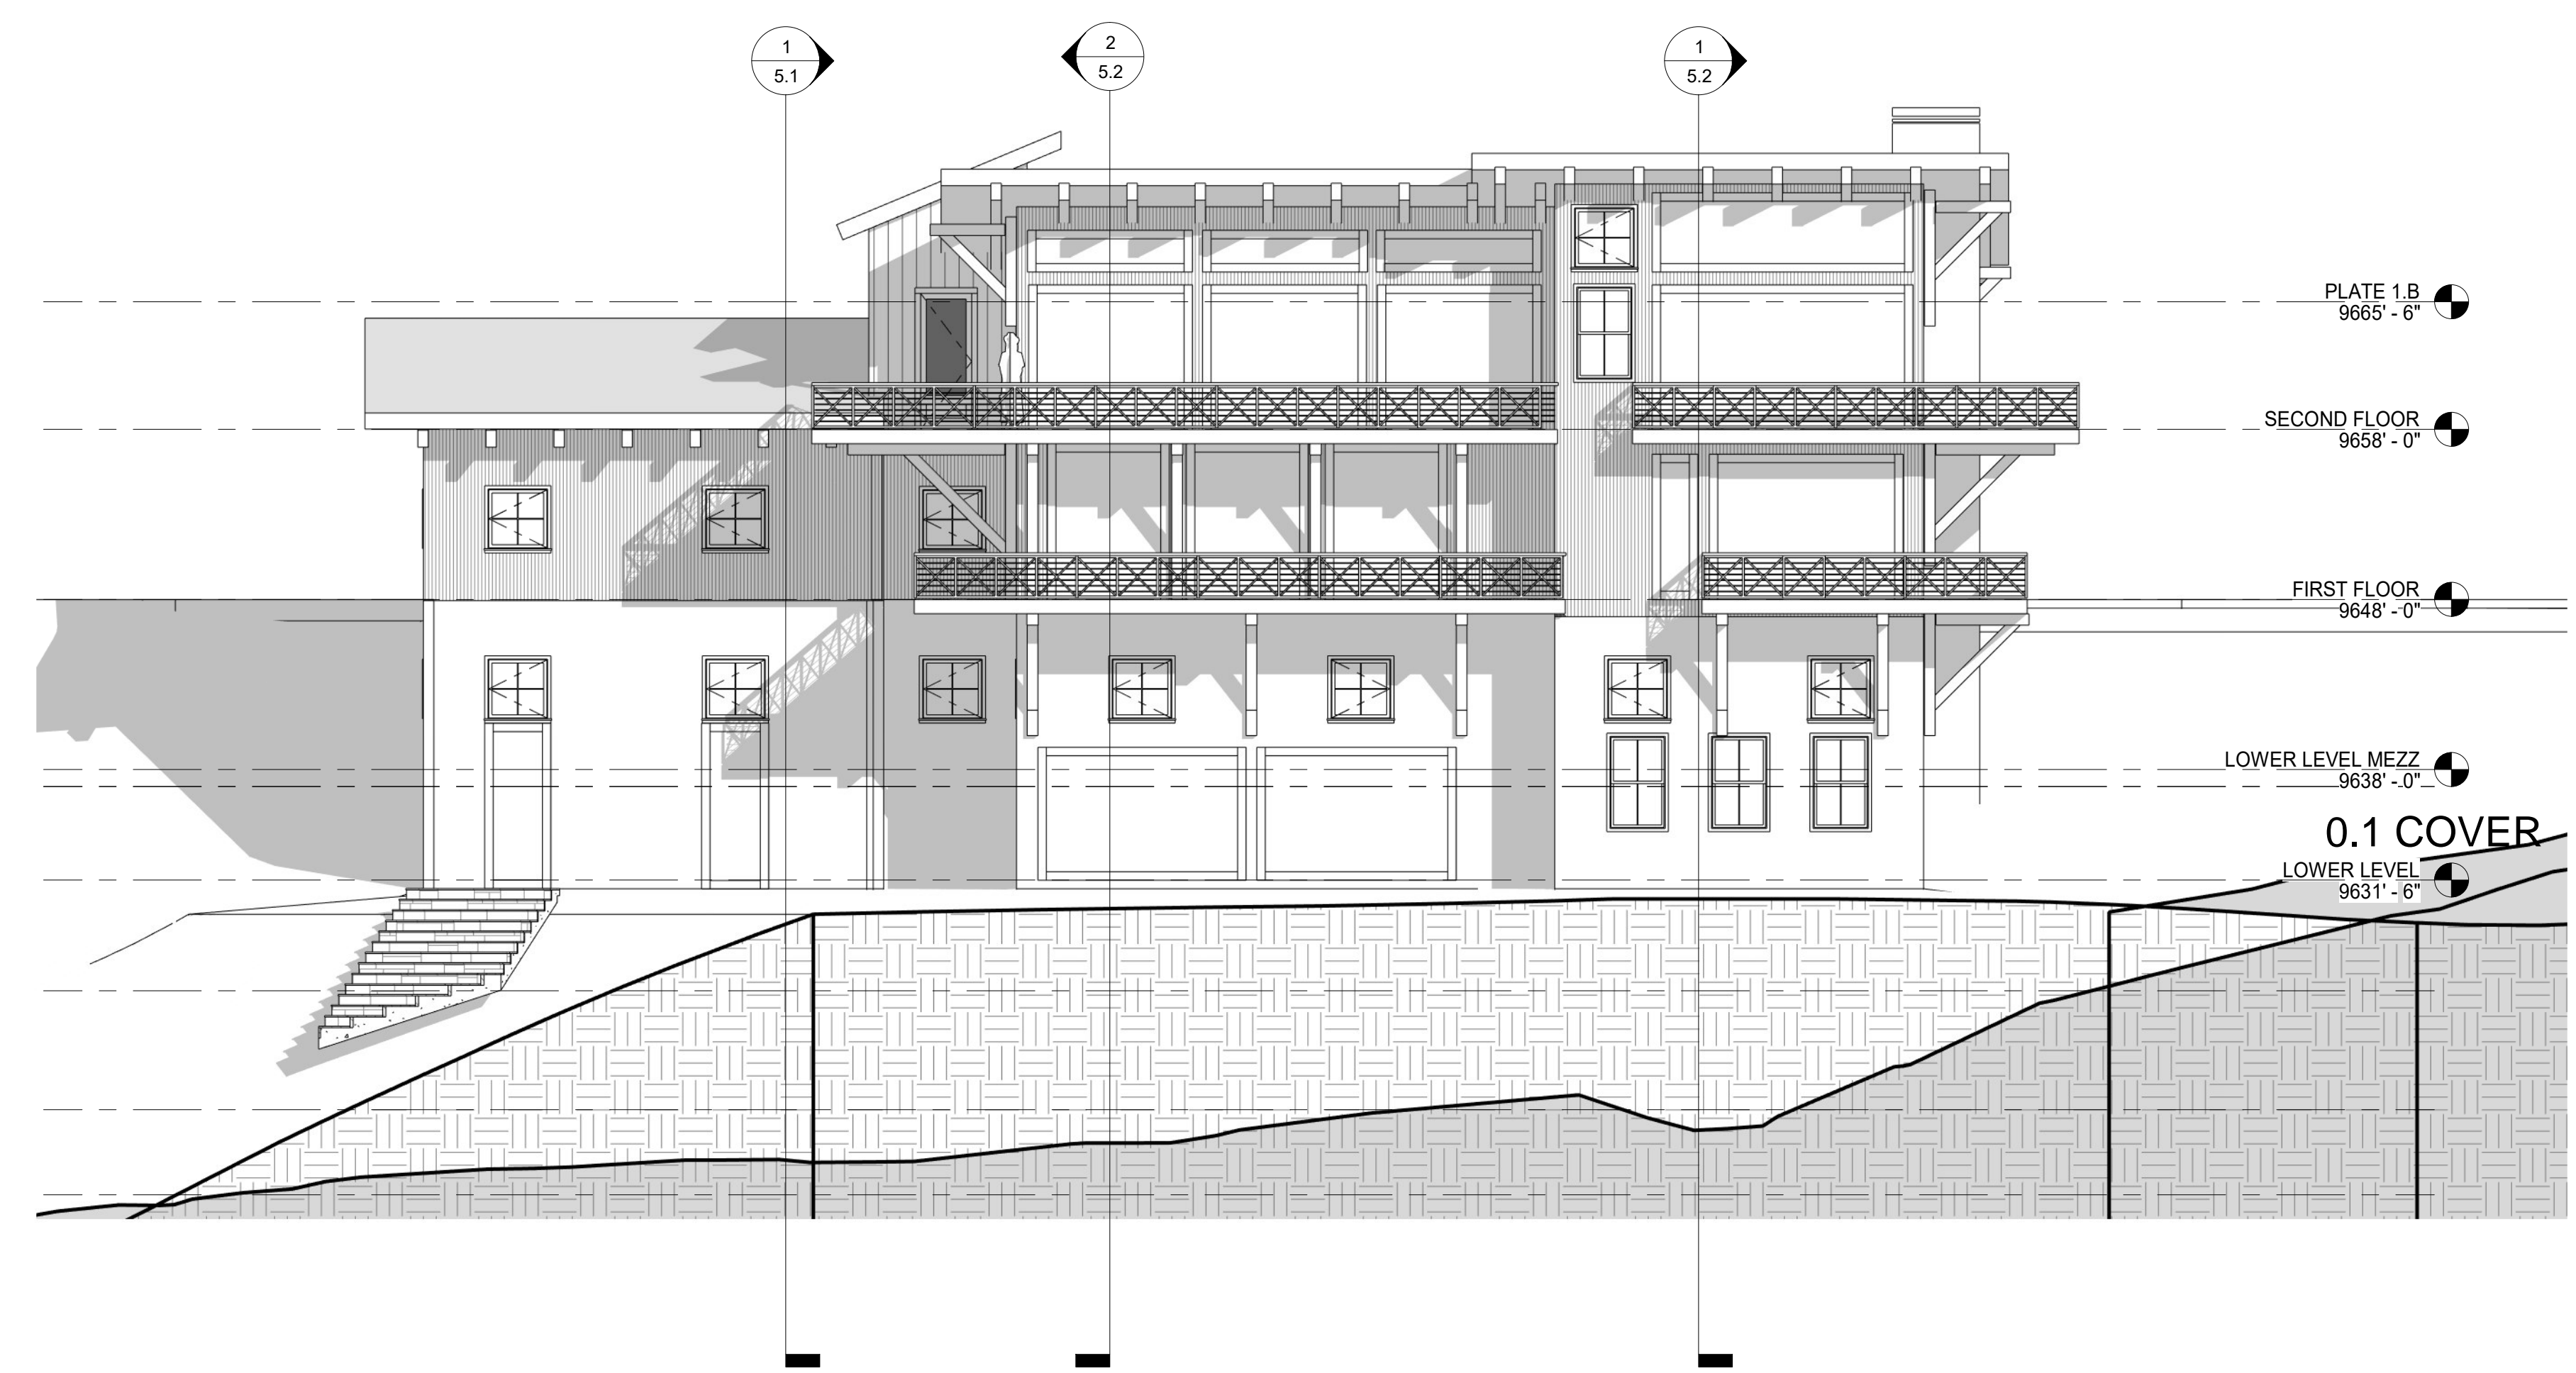 1
5.1
2
5.2
1
5.2
PLATE 1.B
9665' - 6"
SECOND FLOOR
9658' - 0"
FIRST FLOOR
9648' - 0"
LOWER LEVEL MEZZ
9638' - 0"
0.1 COVER
LOWER LEVEL
9631' - 6"